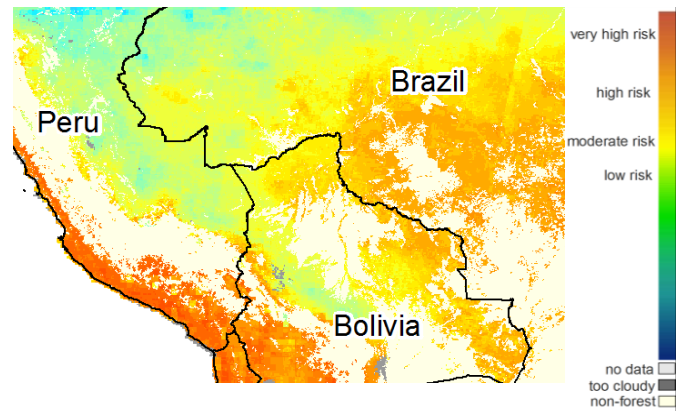 Peru
Brazil
Bolivia
very high risk
high risk
moderate risk
low risk
no data
too cloudy
non-forest